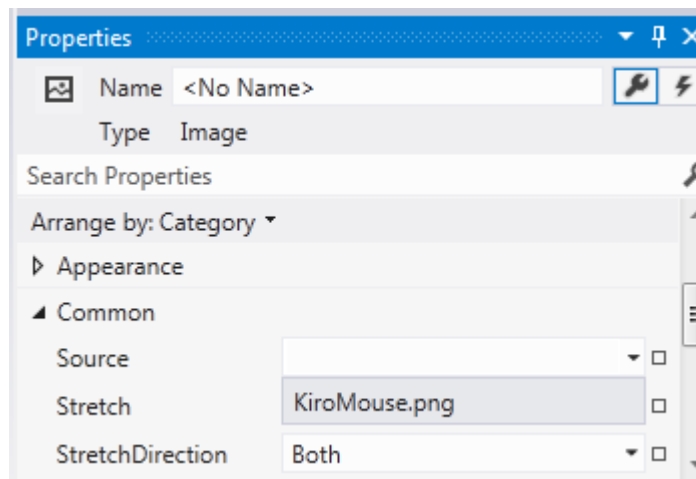 Properties
Name <No Name>
Type Image
Search Properties
Arrange by: Category
Appearance
Common
Source
Stretch KiroMouse.png
StretchDirection Both